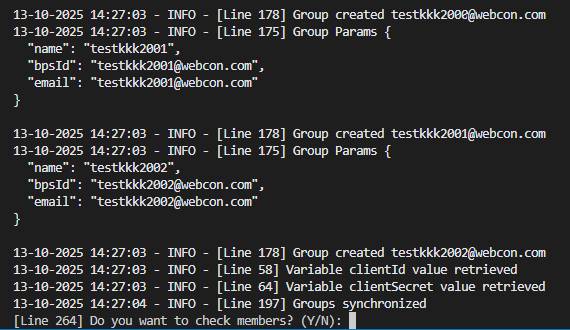 13-10-2025 14:27:03 - INFO - [Line 178] Group created testkkk2000@webcon.com
13-10-2025 14:27:03 - INFO - [Line 175] Group Params {
  "name": "testkkk2001",
  "bpsId": "testkkk2001@webcon.com",
  "email": "testkkk2001@webcon.com"
}

13-10-2025 14:27:03 - INFO - [Line 178] Group created testkkk2001@webcon.com
13-10-2025 14:27:03 - INFO - [Line 175] Group Params {
  "name": "testkkk2002",
  "bpsId": "testkkk2002@webcon.com",
  "email": "testkkk2002@webcon.com"
}

13-10-2025 14:27:03 - INFO - [Line 178] Group created testkkk2002@webcon.com
13-10-2025 14:27:03 - INFO - [Line 58] Variable clientId value retrieved
13-10-2025 14:27:03 - INFO - [Line 64] Variable clientSecret value retrieved
13-10-2025 14:27:04 - INFO - [Line 197] Groups synchronized
[Line 264] Do you want to check members? (Y/N):